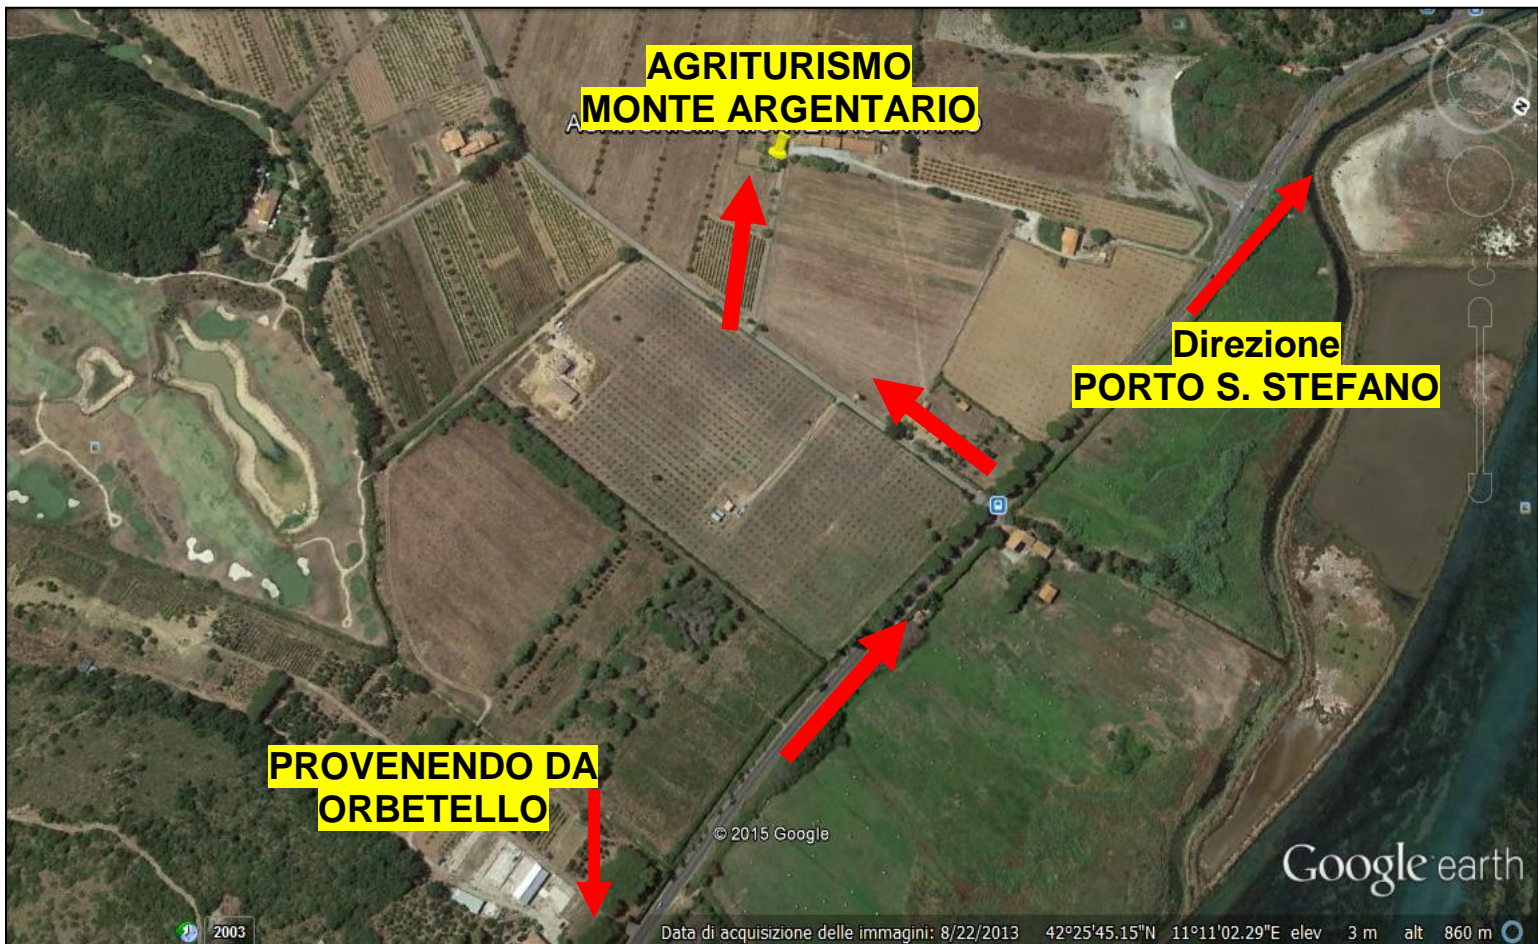 AGRITURISMO
MONTE ARGENTARIO
Direzione
PORTO S. STEFANO
PROVENENDO DA
ORBETELLO
© 2015 Google
Google earth
N
2003
Data di acquisizione delle immagini: 8/22/2013 42°25'45.15"N 11°11'02.29"E elev 3 m alt 860 m